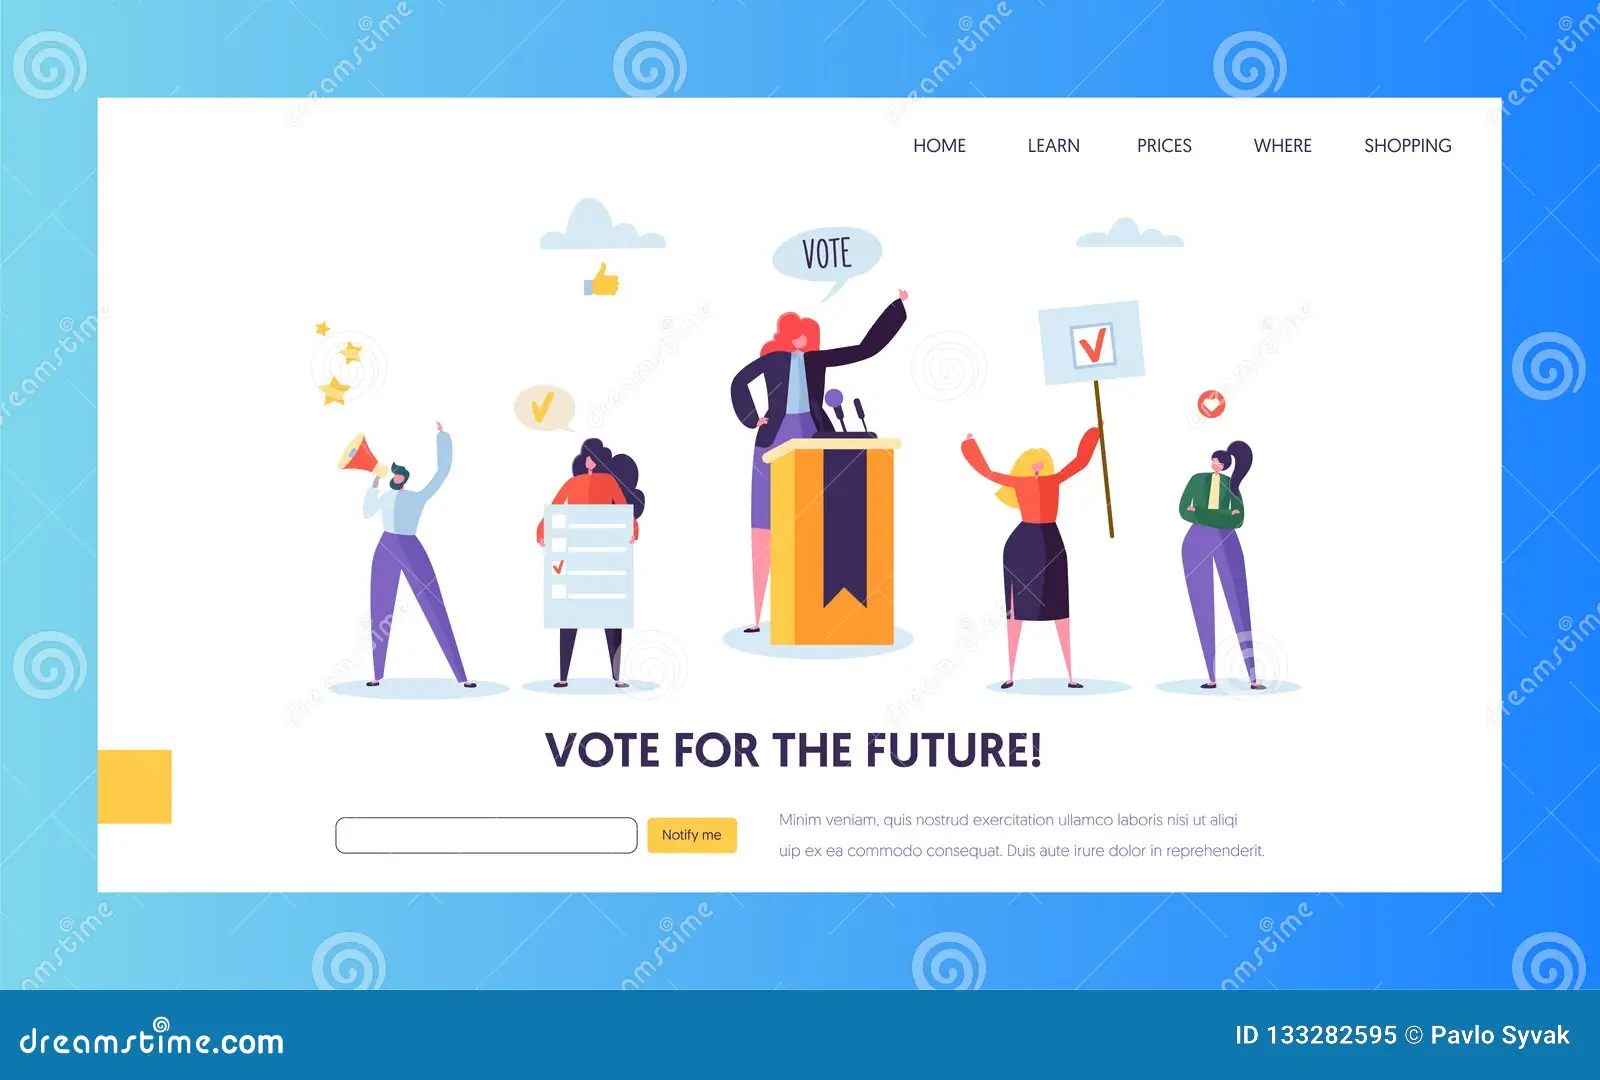 HOME LEARN PRICES WHERE SHOPPING
VOTE
VOTE FOR THE FUTURE!
Notify me
Minim veniam, quis nostrud exercitation ullamco laboris nisi ut aliqi
uip ex ea commodo consequat. Duis aute irure dolor in reprehenderit.
dreamstime.com
ID 133282595 © Pavlo Syvak